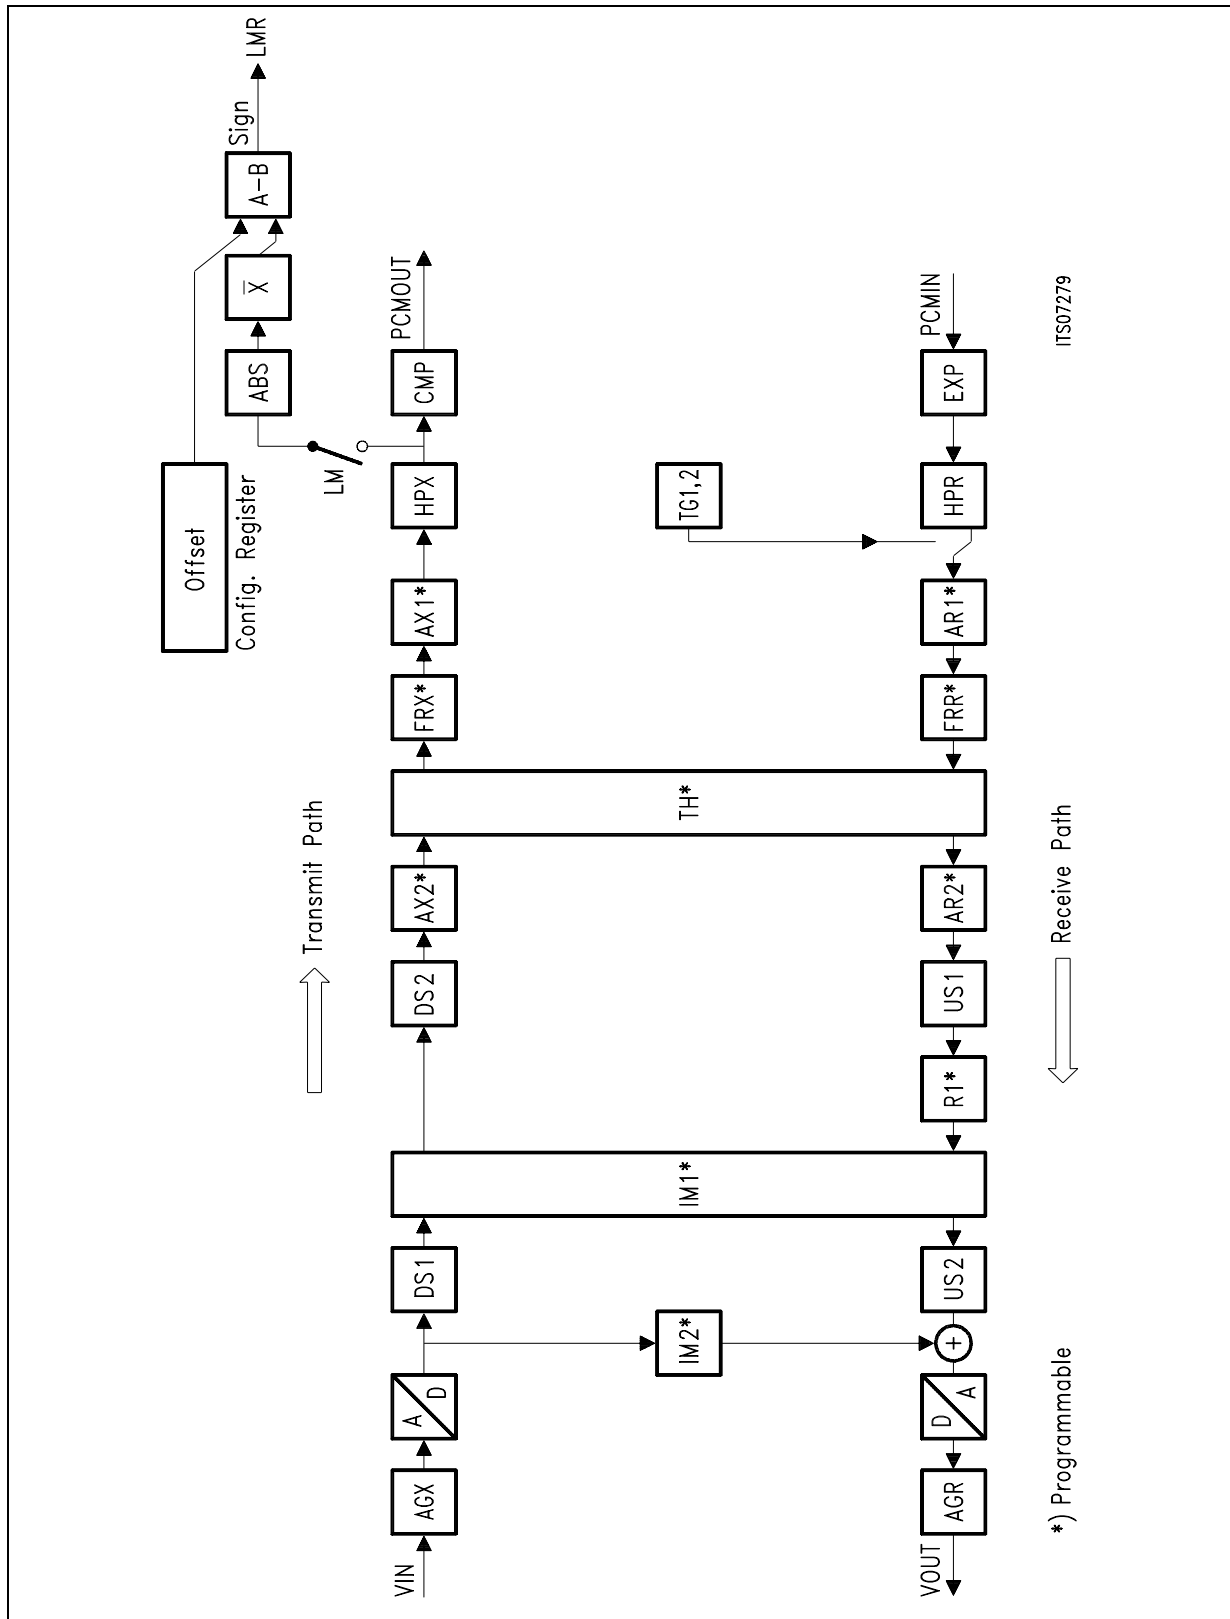 Offset
Config. Register
ABS
X̅
A-B
Sign
LMR
LM
Transmit Path
VIN
AGX
A
D
DS1
DS2
AX2*
FRX*
AX1*
HPX
CMP
PCMOUT
IM2*
IM1*
TH*
TG1,2
VOUT
AGR
D
A
+
US2
R1*
US1
AR2*
FRR*
AR1*
HPR
EXP
PCMIN
Receive Path
*) Programmable
ITS07279